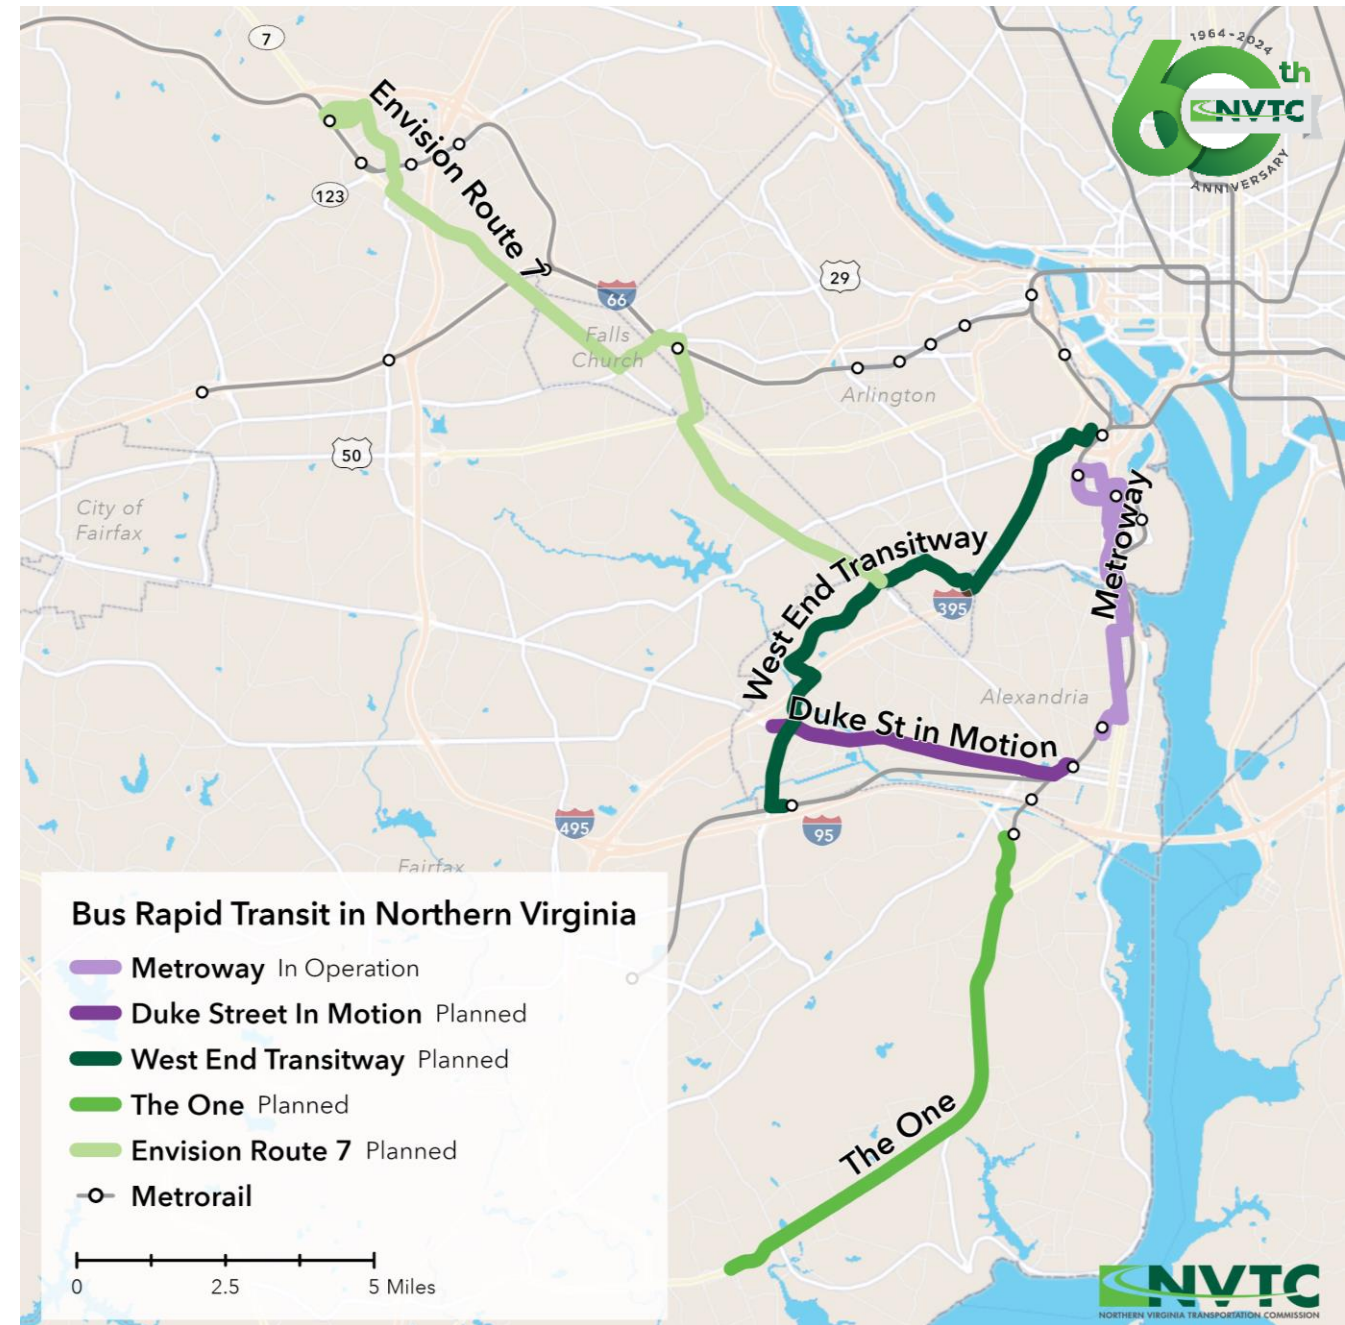 7
1964-2024
60th
NVTC
ANNIVERSARY
Envision Route 7
123
29
66
Falls
Church
Arlington
50
City of
Fairfax
Metroway
West End Transitway
395
Alexandria
Duke St in Motion
495
95
Fairfax
Bus Rapid Transit in Northern Virginia
Metroway In Operation
Duke Street In Motion Planned
West End Transitway Planned
The One Planned
Envision Route 7 Planned
Metrorail
0 2.5 5 Miles
The One
NVTC
NORTHERN VIRGINIA TRANSPORTATION COMMISSION